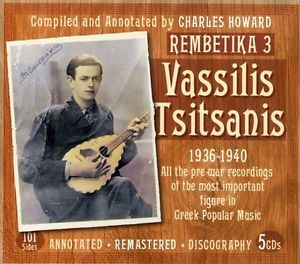 Compiled and Annotated by CHARLES HOWARD
REMBETIKA 3
Vassilis
Tsitsanis
1936-1940
All the pre-war recordings
of the most important
figure in
Greek Popular Music
101
Sides
ANNOTATED • REMASTERED • DISCOGRAPHY 5CDs